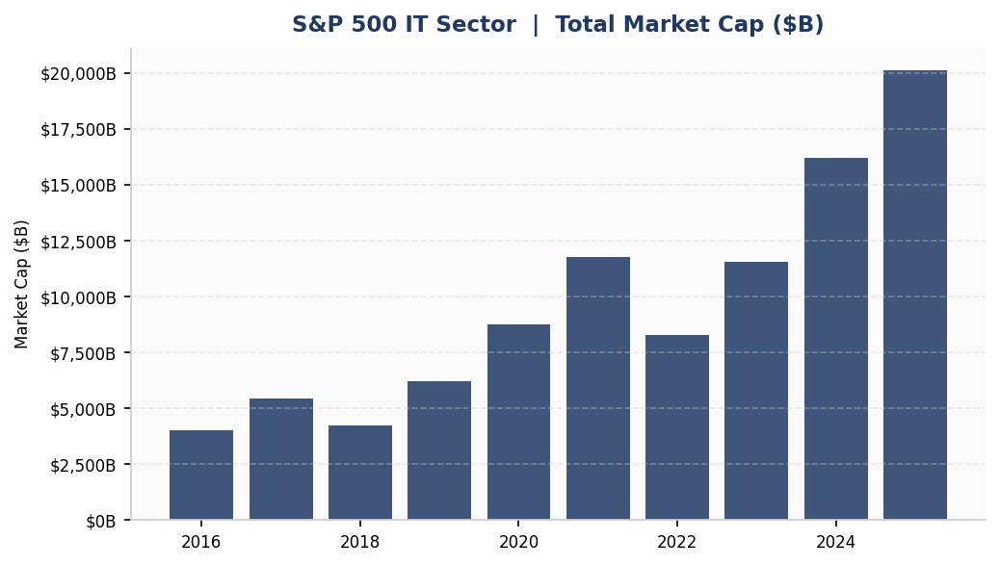 S&P 500 IT Sector | Total Market Cap ($B)
Market Cap ($B)
$20,000B
$17,500B
$15,000B
$12,500B
$10,000B
$7,500B
$5,000B
$2,500B
$0B
2016 2018 2020 2022 2024